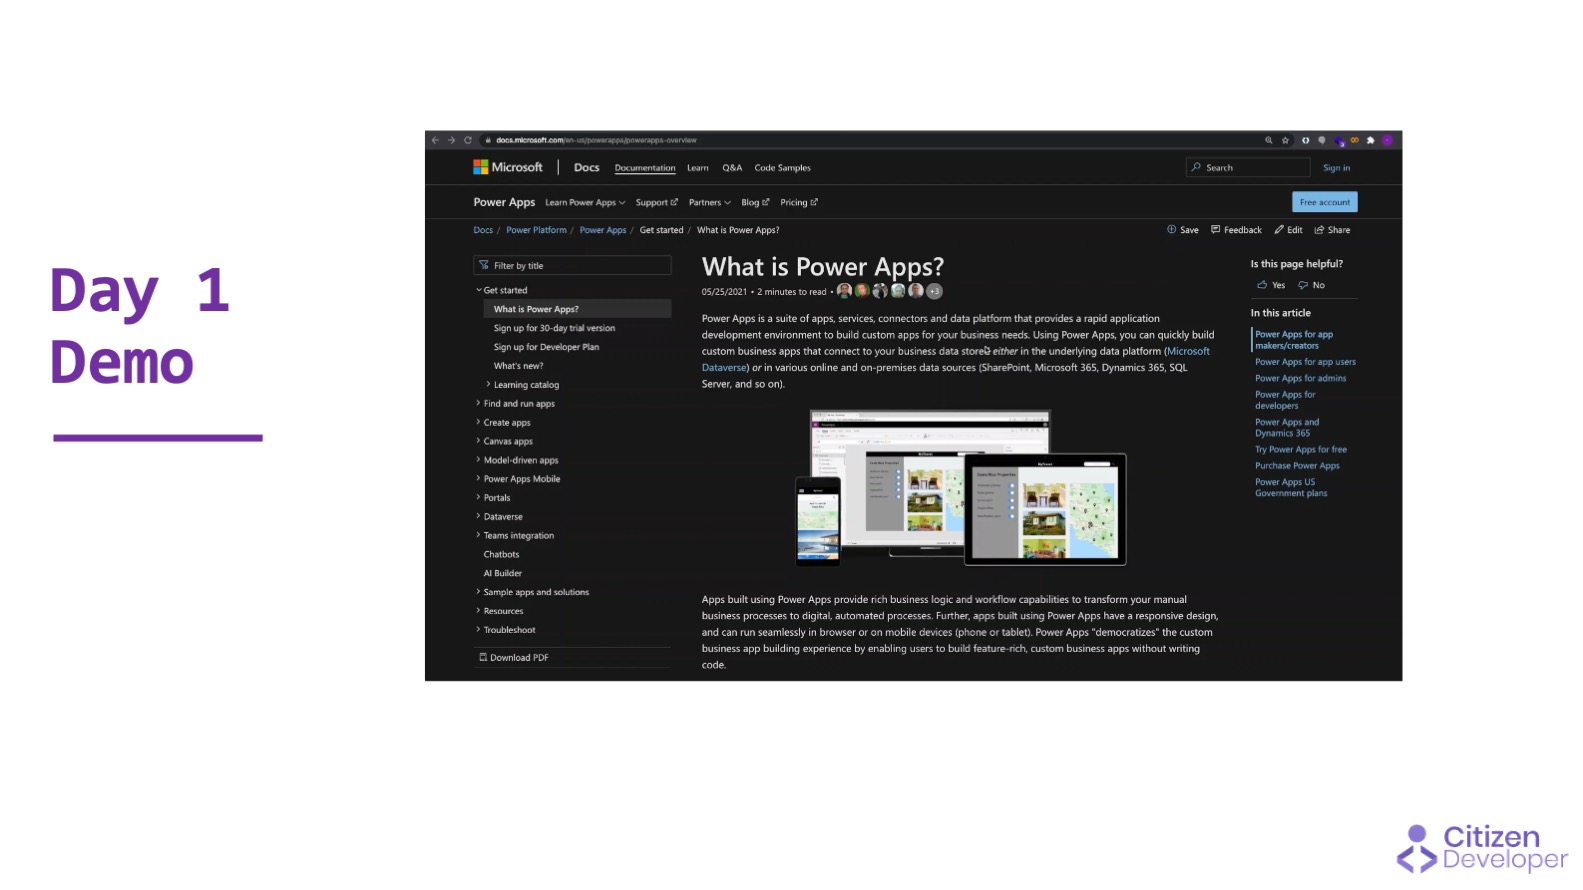 Day 1
Demo
docs.microsoft.com/en-us/powerapps/powerapps-overview
Microsoft
Docs
Documentation
Learn
Q&A
Code Samples
Search
Sign in
Power Apps
Learn Power Apps
Support
Partners
Blog
Pricing
Free account
Docs / Power Platform / Power Apps / Get started / What is Power Apps?
Save
Feedback
Edit
Share
Filter by title
Get started
What is Power Apps?
Sign up for 30-day trial version
Sign up for Developer Plan
What's new?
Learning catalog
Find and run apps
Create apps
Canvas apps
Model-driven apps
Power Apps Mobile
Portals
Dataverse
Teams integration
Chatbots
AI Builder
Sample apps and solutions
Resources
Troubleshoot
Download PDF
What is Power Apps?
05/25/2021 • 2 minutes to read • +3
Power Apps is a suite of apps, services, connectors and data platform that provides a rapid application
development environment to build custom apps for your business needs. Using Power Apps, you can quickly build
custom business apps that connect to your business data stored either in the underlying data platform (Microsoft
Dataverse) or in various online and on-premises data sources (SharePoint, Microsoft 365, Dynamics 365, SQL
Server, and so on).
Apps built using Power Apps provide rich business logic and workflow capabilities to transform your manual
business processes to digital, automated processes. Further, apps built using Power Apps have a responsive design,
and can run seamlessly in browser or on mobile devices (phone or tablet). Power Apps "democratizes" the custom
business app building experience by enabling users to build feature-rich, custom business apps without writing
code.
Is this page helpful?
Yes
No
In this article
Power Apps for app
makers/creators
Power Apps for app users
Power Apps for admins
Power Apps for
developers
Power Apps and
Dynamics 365
Try Power Apps for free
Purchase Power Apps
Power Apps US
Government plans
Citizen
Developer